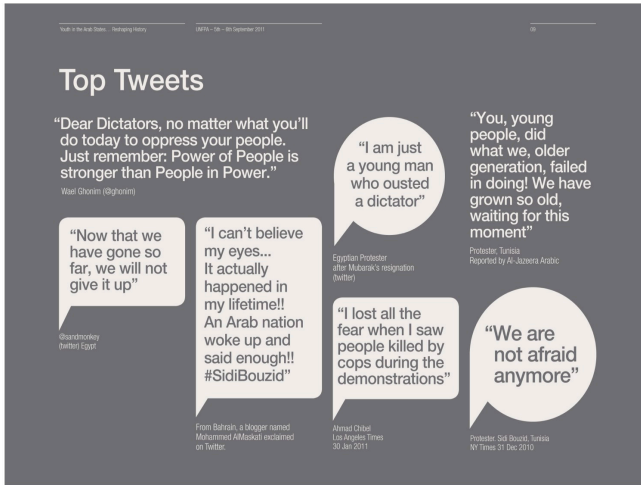 Youth in the Arab States… Reshaping History
UNFPA – 5th – 8th September 2011
09
Top Tweets
“Dear Dictators, no matter what you’ll
do today to oppress your people.
Just remember: Power of People is
stronger than People in Power.”
Wael Ghonim (@ghonim)
“I am just
a young man
who ousted
a dictator”
Egyptian Protester
after Mubarak’s resignation
(twitter)
“You, young
people, did
what we, older
generation, failed
in doing! We have
grown so old,
waiting for this
moment”
Protester, Tunisia
Reported by Al-Jazeera Arabic
“Now that we
have gone so
far, we will not
give it up”
@sandmonkey
(twitter) Egypt
“I can’t believe
my eyes...
It actually
happened in
my lifetime!!
An Arab nation
woke up and
said enough!!
#SidiBouzid”
From Bahrain, a blogger named
Mohammed AlMaskati exclaimed
on Twitter.
“I lost all the
fear when I saw
people killed by
cops during the
demonstrations”
Ahmad Chibel
Los Angeles Times
30 Jan 2011
“We are
not afraid
anymore”
Protester. Sidi Bouzid, Tunisia
NY Times 31 Dec 2010